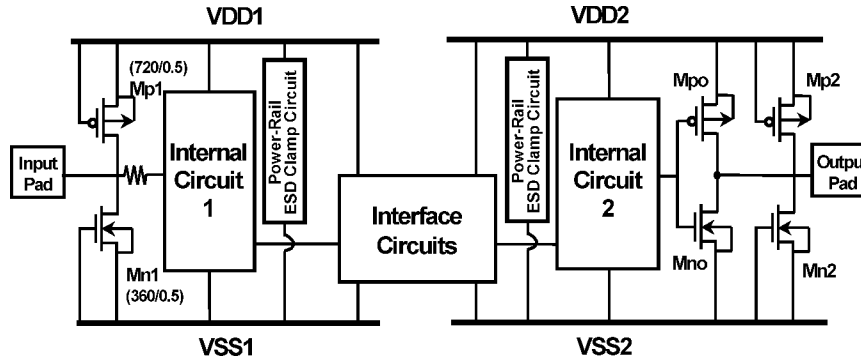 VDD1
VDD2
(720/0.5)
Mp1
Input
Pad
Internal
Circuit
1
Power-Rail
ESD Clamp Circuit
Mn1
(360/0.5)
Interface
Circuits
Power-Rail
ESD Clamp Circuit
Internal
Circuit
2
Mpo
Mp2
Output
Pad
Mno
Mn2
VSS1
VSS2